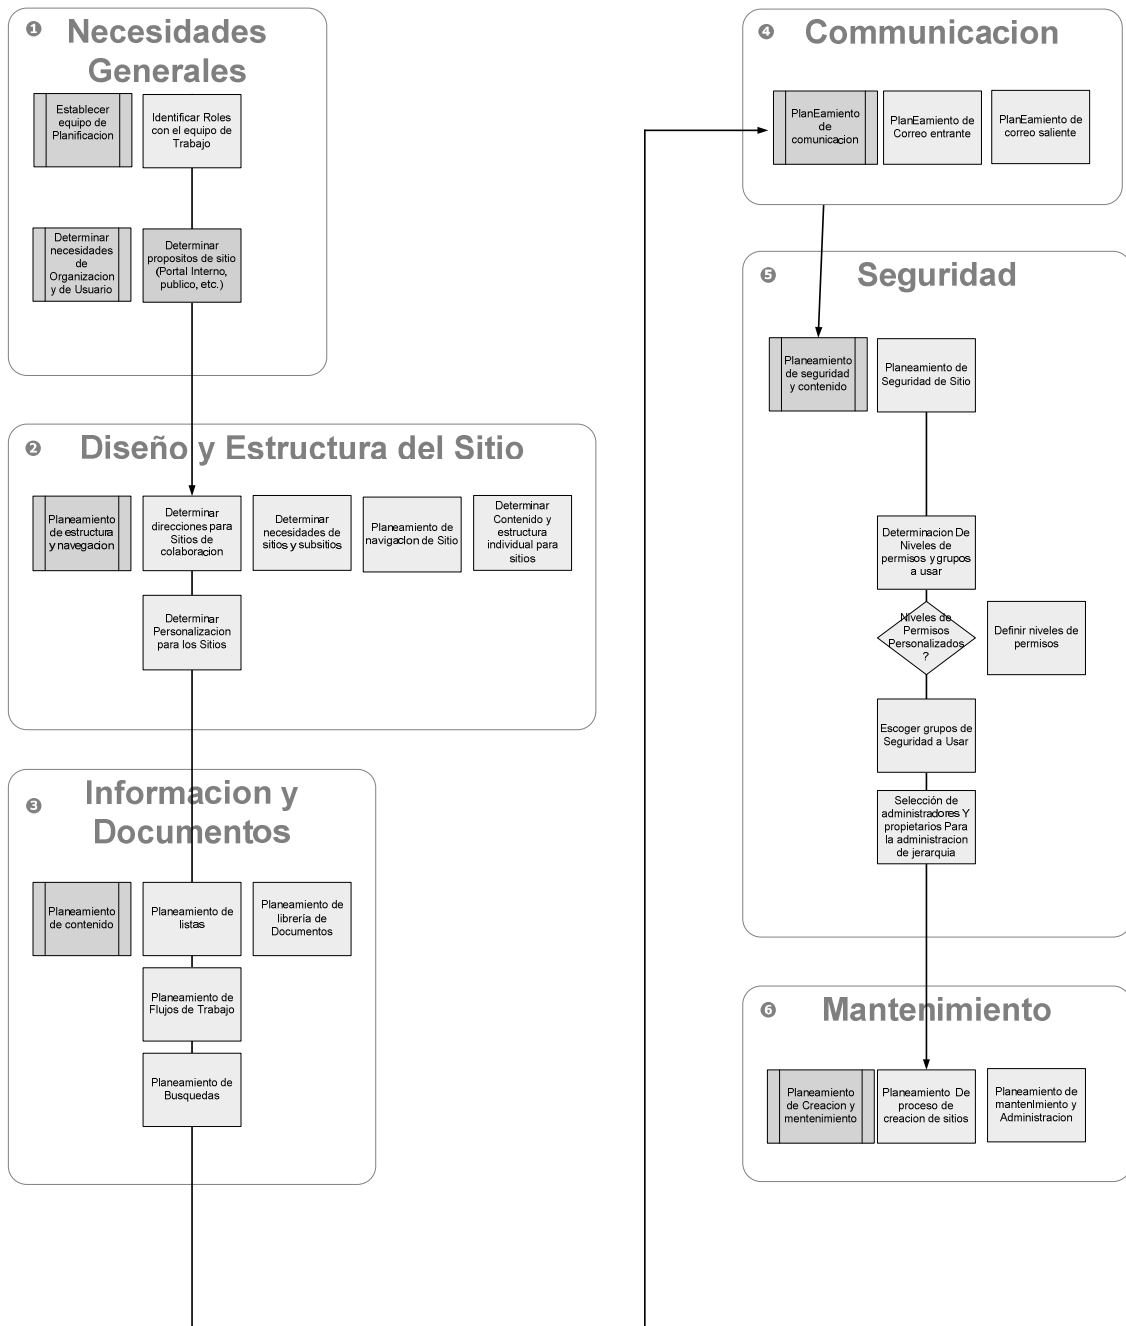 ❶ Necesidades
Generales
Establecer
equipo de
Planificacion
Identificar Roles
con el equipo de
Trabajo
Determinar
necesidades
de
Organizacion
y de Usuario
Determinar
propositos de sitio
(Portal Interno,
publico, etc.)
❷ Diseño y Estructura del Sitio
Planeamiento
de estructura
y navegacion
Determinar
direcciones para
Sitios de
colaboracion
Determinar
necesidades de
sitios y subsitios
Planeamiento de
navigacion de Sitio
Determinar
Contenido y
estructura
individual para
sitios
Determinar
Personalizacion
para los Sitios
❸ Informacion y
Documentos
Planeamiento
de contenido
Planeamiento de
listas
Planeamiento de
librería de
Documentos
Planeamiento de
Flujos de Trabajo
Planeamiento de
Busquedas
❹ Communicacion
PlanEamiento
de
comunicacion
PlanEamiento de
Correo entrante
PlanEamiento de
correo saliente
❺ Seguridad
Planeamiento
de seguridad
y contenido
Planeamiento de
Seguridad de Sitio
Determinacion De
Niveles de
permisos y grupos
a usar
Niveles de
Permisos
Personalizados
?
Definir niveles de
permisos
Escoger grupos de
Seguridad a Usar
Selección de
administradores Y
propietarios Para
la administracion
de jerarquia
❻ Mantenimiento
Planeamiento
de Creacion y
mentenimiento
Planeamiento De
proceso de
creacion de sitios
Planeamiento de
mantenImiento y
Administracion